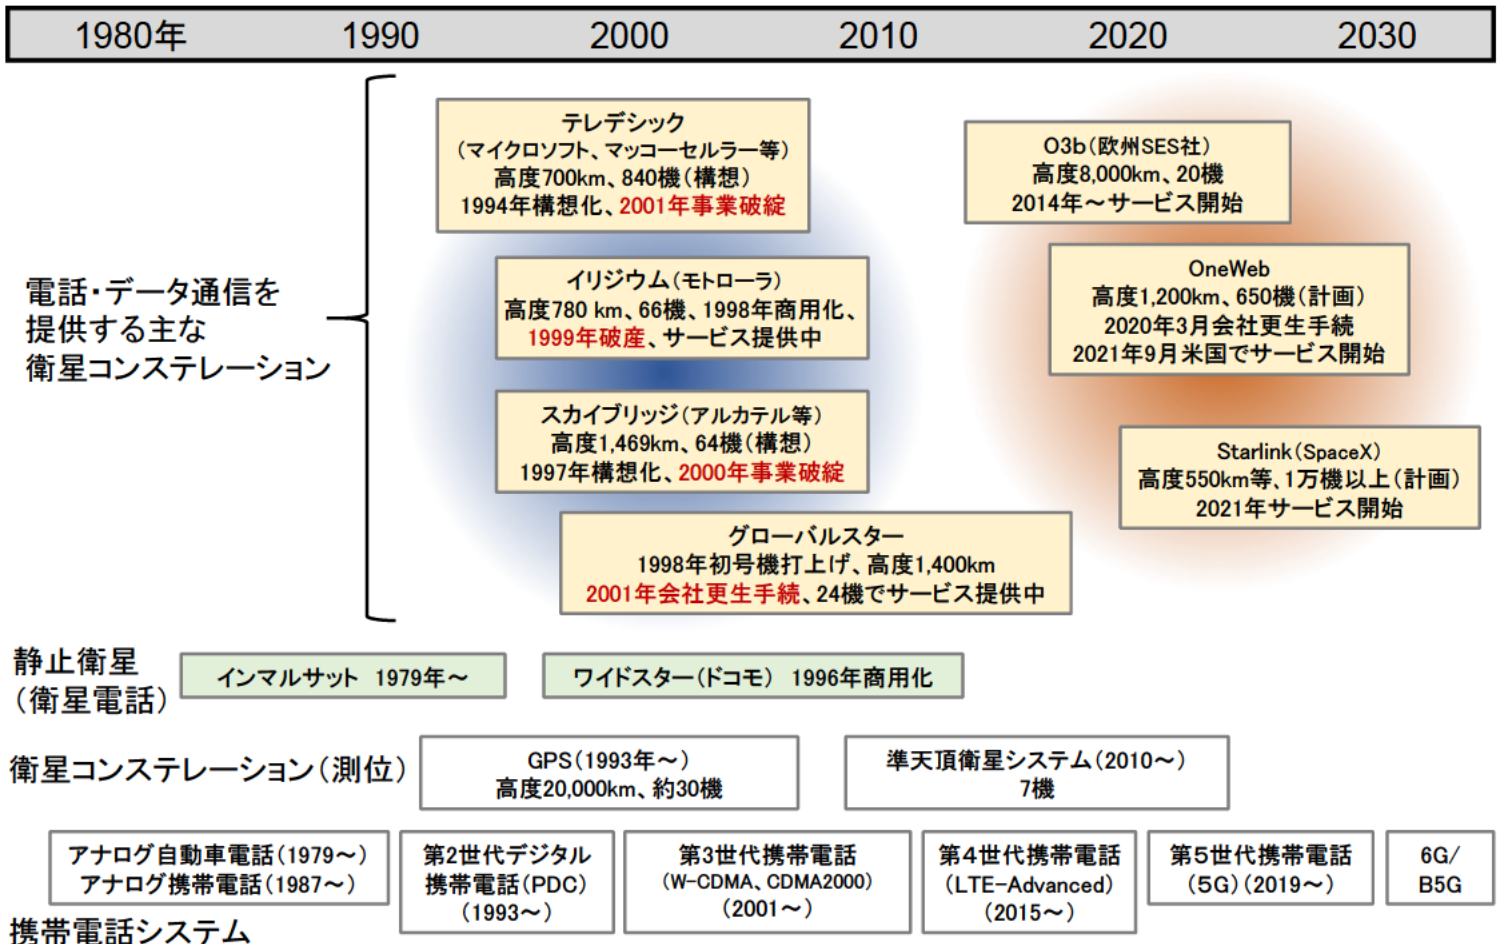 1980年 1990 2000 2010 2020 2030
電話・データ通信を
提供する主な
衛星コンステレーション
テレデシック
(マイクロソフト、マッコーセルラー等)
高度700km、840機(構想)
1994年構想化、2001年事業破綻
イリジウム(モトローラ)
高度780 km、66機、1998年商用化、
1999年破産、サービス提供中
スカイブリッジ(アルカテル等)
高度1,469km、64機(構想)
1997年構想化、2000年事業破綻
グローバルスター
1998年初号機打上げ、高度1,400km
2001年会社更生手続、24機でサービス提供中
O3b(欧州SES社)
高度8,000km、20機
2014年～サービス開始
OneWeb
高度1,200km、650機(計画)
2020年3月会社更生手続
2021年9月米国でサービス開始
Starlink(SpaceX)
高度550km等、1万機以上(計画)
2021年サービス開始
静止衛星
(衛星電話)
インマルサット 1979年～
ワイドスター(ドコモ) 1996年商用化
衛星コンステレーション(測位)
GPS(1993年～)
高度20,000km、約30機
準天頂衛星システム(2010～)
7機
アナログ自動車電話(1979～)
アナログ携帯電話(1987～)
第2世代デジタル
携帯電話(PDC)
(1993～)
第3世代携帯電話
(W-CDMA、CDMA2000)
(2001～)
第4世代携帯電話
(LTE-Advanced)
(2015～)
第5世代携帯電話
(5G)(2019～)
6G/
B5G
携帯電話システム